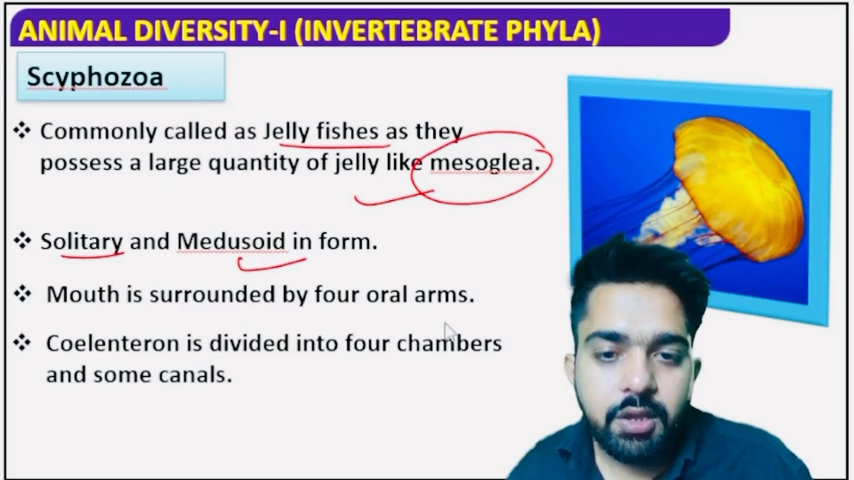 ANIMAL DIVERSITY-I (INVERTEBRATE PHYLA)
Scyphozoa
❖ Commonly called as Jelly fishes as they
possess a large quantity of jelly like mesoglea.
❖ Solitary and Medusoid in form.
❖ Mouth is surrounded by four oral arms.
❖ Coelenteron is divided into four chambers
and some canals.